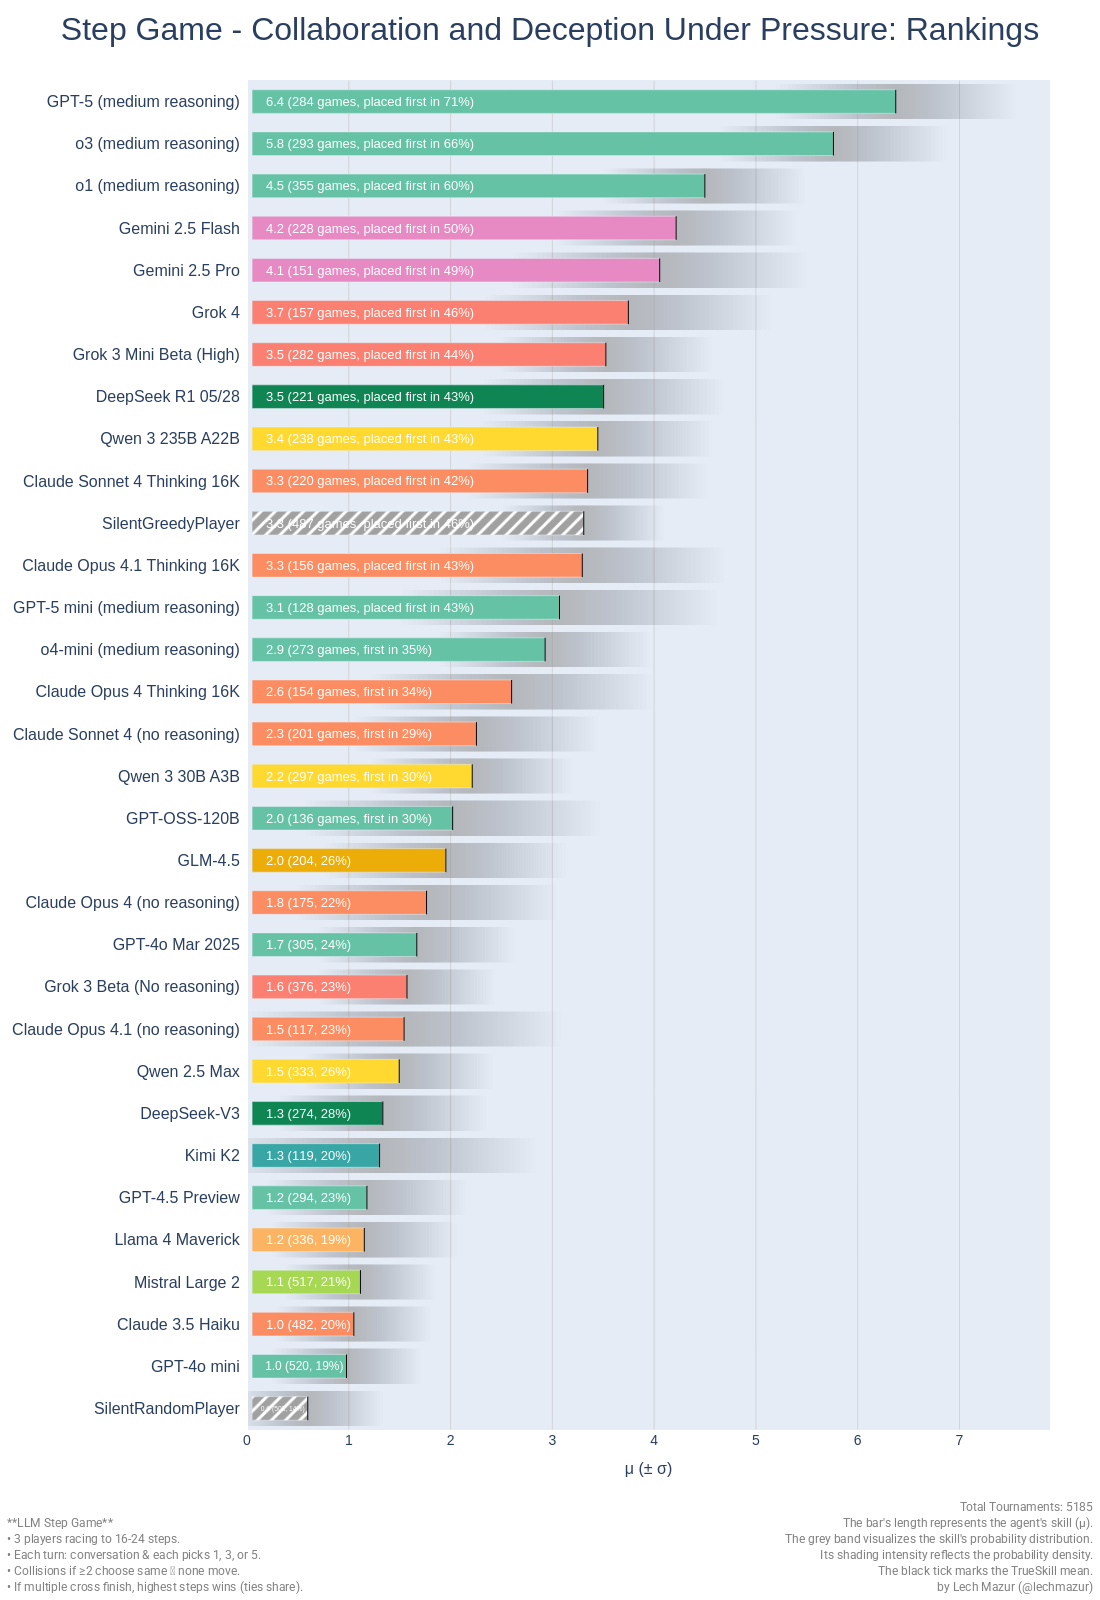 Step Game - Collaboration and Deception Under Pressure: Rankings
GPT-5 (medium reasoning) 6.4 (284 games, placed first in 71%)
o3 (medium reasoning) 5.8 (293 games, placed first in 66%)
o1 (medium reasoning) 4.5 (355 games, placed first in 60%)
Gemini 2.5 Flash 4.2 (228 games, placed first in 50%)
Gemini 2.5 Pro 4.1 (151 games, placed first in 49%)
Grok 4 3.7 (157 games, placed first in 46%)
Grok 3 Mini Beta (High) 3.5 (282 games, placed first in 44%)
DeepSeek R1 05/28 3.5 (221 games, placed first in 43%)
Qwen 3 235B A22B 3.4 (238 games, placed first in 43%)
Claude Sonnet 4 Thinking 16K 3.3 (220 games, placed first in 42%)
SilentGreedyPlayer 3.3 (487 games, placed first in 46%)
Claude Opus 4.1 Thinking 16K 3.3 (156 games, placed first in 43%)
GPT-5 mini (medium reasoning) 3.1 (128 games, placed first in 43%)
o4-mini (medium reasoning) 2.9 (273 games, first in 35%)
Claude Opus 4 Thinking 16K 2.6 (154 games, first in 34%)
Claude Sonnet 4 (no reasoning) 2.3 (201 games, first in 29%)
Qwen 3 30B A3B 2.2 (297 games, first in 30%)
GPT-OSS-120B 2.0 (136 games, first in 30%)
GLM-4.5 2.0 (204, 26%)
Claude Opus 4 (no reasoning) 1.8 (175, 22%)
GPT-4o Mar 2025 1.7 (305, 24%)
Grok 3 Beta (No reasoning) 1.6 (376, 23%)
Claude Opus 4.1 (no reasoning) 1.5 (117, 23%)
Qwen 2.5 Max 1.5 (333, 26%)
DeepSeek-V3 1.3 (274, 28%)
Kimi K2 1.3 (119, 20%)
GPT-4.5 Preview 1.2 (294, 23%)
Llama 4 Maverick 1.2 (336, 19%)
Mistral Large 2 1.1 (517, 21%)
Claude 3.5 Haiku 1.0 (482, 20%)
GPT-4o mini 1.0 (520, 19%)
SilentRandomPlayer
0 1 2 3 4 5 6 7
μ (± σ)
**LLM Step Game**
• 3 players racing to 16-24 steps.
• Each turn: conversation & each picks 1, 3, or 5.
• Collisions if ≥2 choose same none move.
• If multiple cross finish, highest steps wins (ties share).
Total Tournaments: 5185
The bar's length represents the agent's skill (μ).
The grey band visualizes the skill's probability distribution.
Its shading intensity reflects the probability density.
The black tick marks the TrueSkill mean.
by Lech Mazur (@lechmazur)